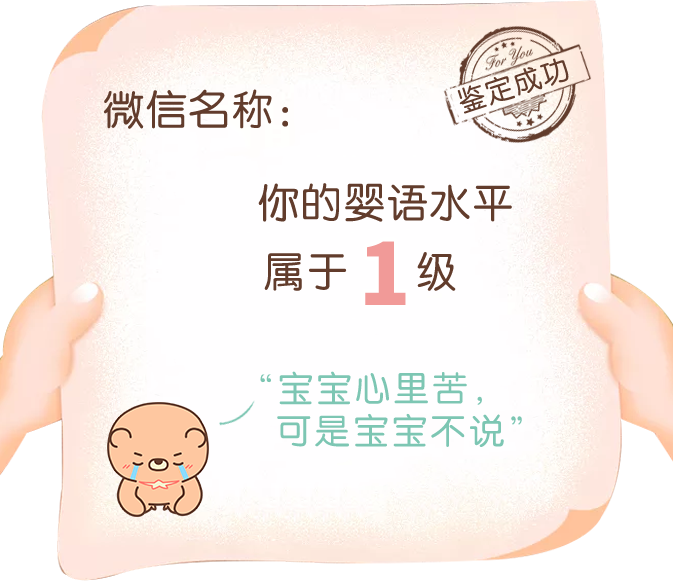 For You
鉴定成功
微信名称：
你的婴语水平
属于1级
“宝宝心里苦，
可是宝宝不说”